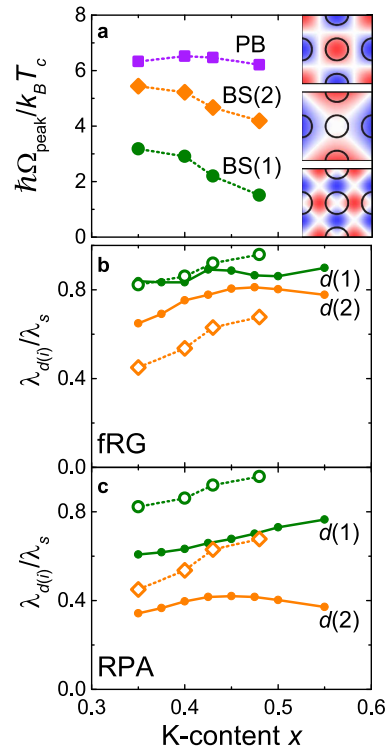 a
PB
BS(2)
BS(1)
ħΩpeak/kBTc
8
6
4
2
0
b
d(1)
d(2)
fRG
λd(i)/λs
0.8
0.4
0.0
c
d(1)
d(2)
RPA
λd(i)/λs
0.8
0.4
0.0
0.3 0.4 0.5 0.6
K-content x